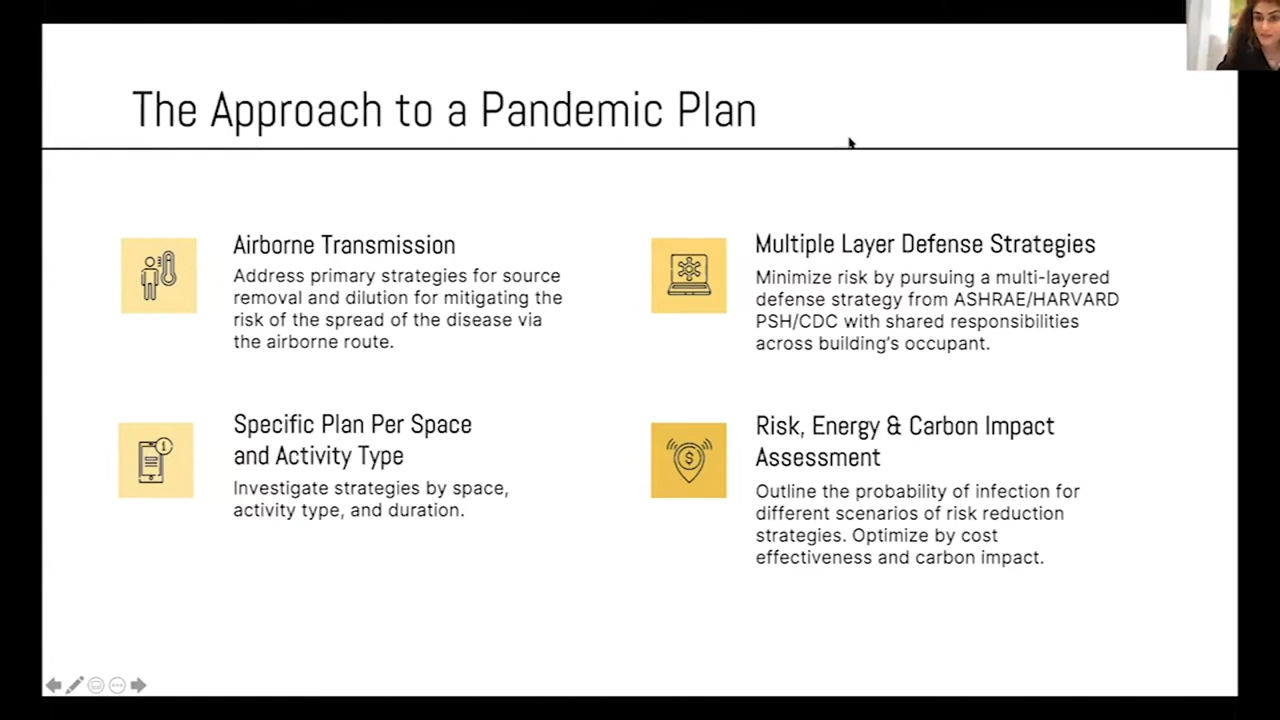 The Approach to a Pandemic Plan
Airborne Transmission
Address primary strategies for source
removal and dilution for mitigating the
risk of the spread of the disease via
the airborne route.
Multiple Layer Defense Strategies
Minimize risk by pursuing a multi-layered
defense strategy from ASHRAE/HARVARD
PSH/CDC with shared responsibilities
across building’s occupant.
Specific Plan Per Space
and Activity Type
Investigate strategies by space,
activity type, and duration.
Risk, Energy & Carbon Impact
Assessment
Outline the probability of infection for
different scenarios of risk reduction
strategies. Optimize by cost
effectiveness and carbon impact.